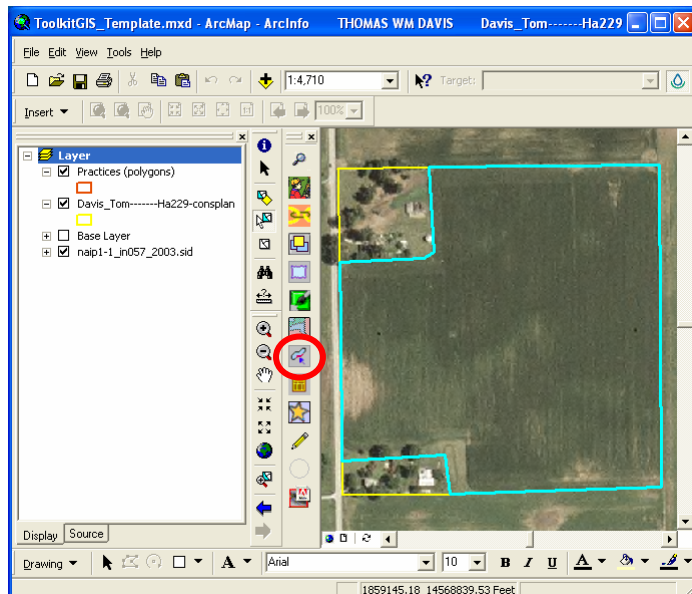 ToolkitGIS_Template.mxd - ArcMap - ArcInfo THOMAS WM DAVIS Davis_Tom-------Ha229
File Edit View Tools Help
1:4,710 Target:
Insert 100%
Layer
Practices (polygons)
Davis_Tom-------Ha229-consplan
Base Layer
naip1-1_in057_2003.sid
Display Source
Drawing A Arial 10 B I U A
1859145.18 14568839.53 Feet